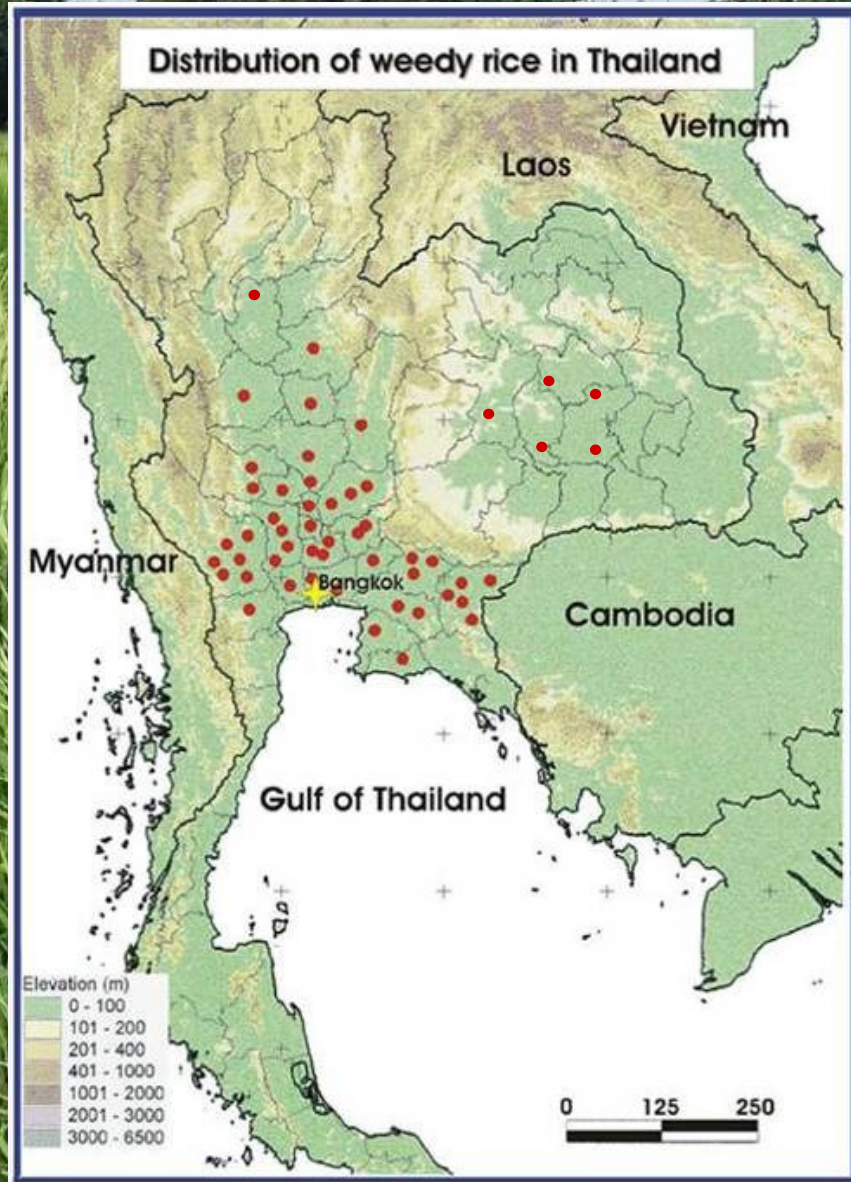 Distribution of weedy rice in Thailand
Vietnam
Laos
Myanmar
Bangkok
Cambodia
Gulf of Thailand
Elevation (m)
0 - 100
101 - 200
201 - 400
401 - 1000
1001 - 2000
2001 - 3000
3000 - 6500
0 125 250